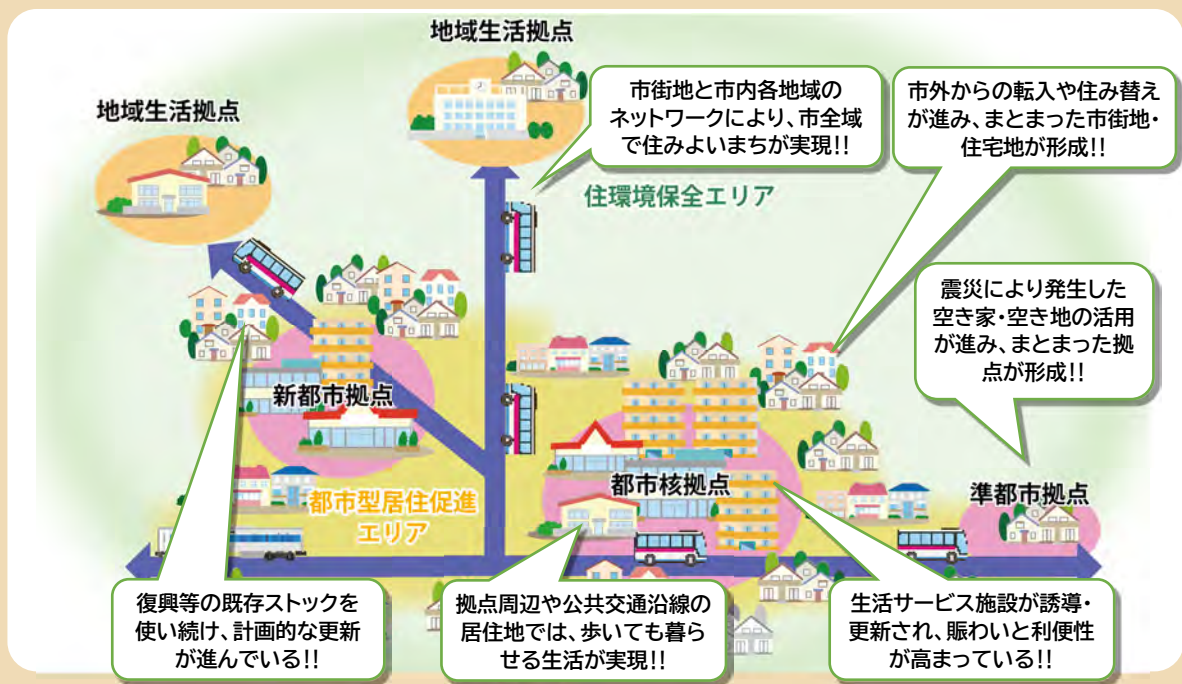 地域生活拠点
地域生活拠点
市街地と市内各地域の
ネットワークにより、市全域
で住みよいまちが実現!!
市外からの転入や住み替え
が進み、まとまった市街地・
住宅地が形成!!
住環境保全エリア
震災により発生した
空き家・空き地の活用
が進み、まとまった拠
点が形成!!
新都市拠点
都市核拠点
準都市拠点
都市型居住促進
エリア
復興等の既存ストックを
使い続け、計画的な更新
が進んでいる!!
拠点周辺や公共交通沿線の
居住地では、歩いても暮ら
せる生活が実現!!
生活サービス施設が誘導・
更新され、賑わいと利便性
が高まっている!!